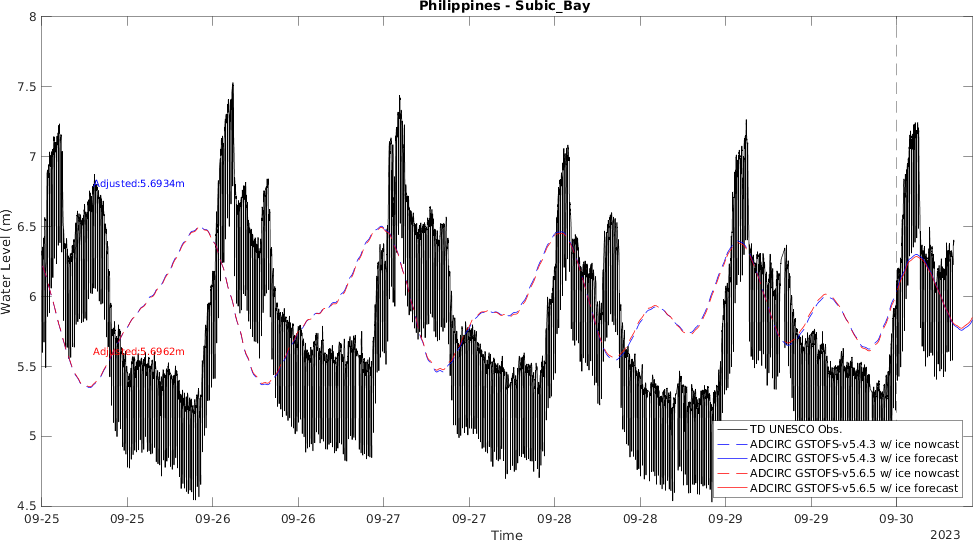 Philippines - Subic_Bay
8
7.5
7
6.5
6
5.5
5
4.5
Water Level (m)
Adjusted:5.6934m
Adjusted:5.6962m
TD UNESCO Obs.
ADCIRC GSTOFS-v5.4.3 w/ ice nowcast
ADCIRC GSTOFS-v5.4.3 w/ ice forecast
ADCIRC GSTOFS-v5.6.5 w/ ice nowcast
ADCIRC GSTOFS-v5.6.5 w/ ice forecast
09-25 09-25 09-26 09-26 09-27 09-27 09-28 09-28 09-29 09-29 09-30
Time
2023